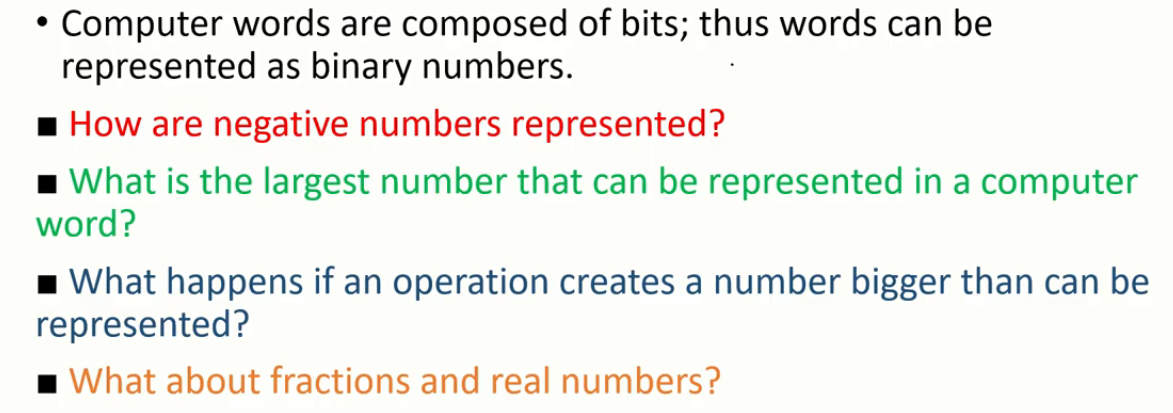 • Computer words are composed of bits; thus words can be
represented as binary numbers.
■ How are negative numbers represented?
■ What is the largest number that can be represented in a computer
word?
■ What happens if an operation creates a number bigger than can be
represented?
■ What about fractions and real numbers?